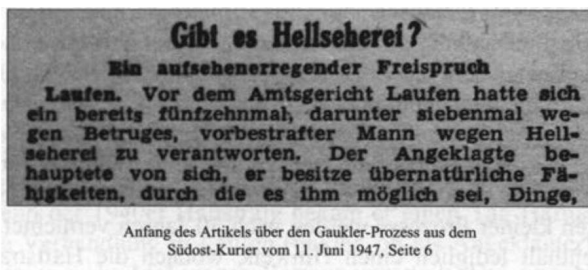 Gibt es Hellseherei?
Ein aufsehenerregender Freispruch
Laufen. Vor dem Amtsgericht Laufen hatte sich
ein bereits fünfzehnmal, darunter siebenmal we-
gen Betruges, vorbestrafter Mann wegen Hell-
seherei zu verantworten. Der Angeklagte be-
hauptete von sich, er besitze übernatürliche Fä-
higkeiten, durch die es ihm möglich sei, Dinge,
Anfang des Artikels über den Gaukler-Prozess aus dem
Südost-Kurier vom 11. Juni 1947, Seite 6